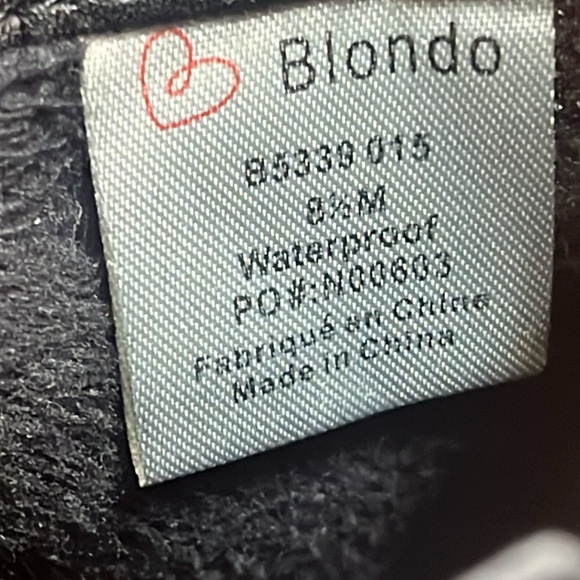 Blondo
B5339 015
8½M
Waterproof
PO#:N00603
Fabriqué en Chine
Made in China